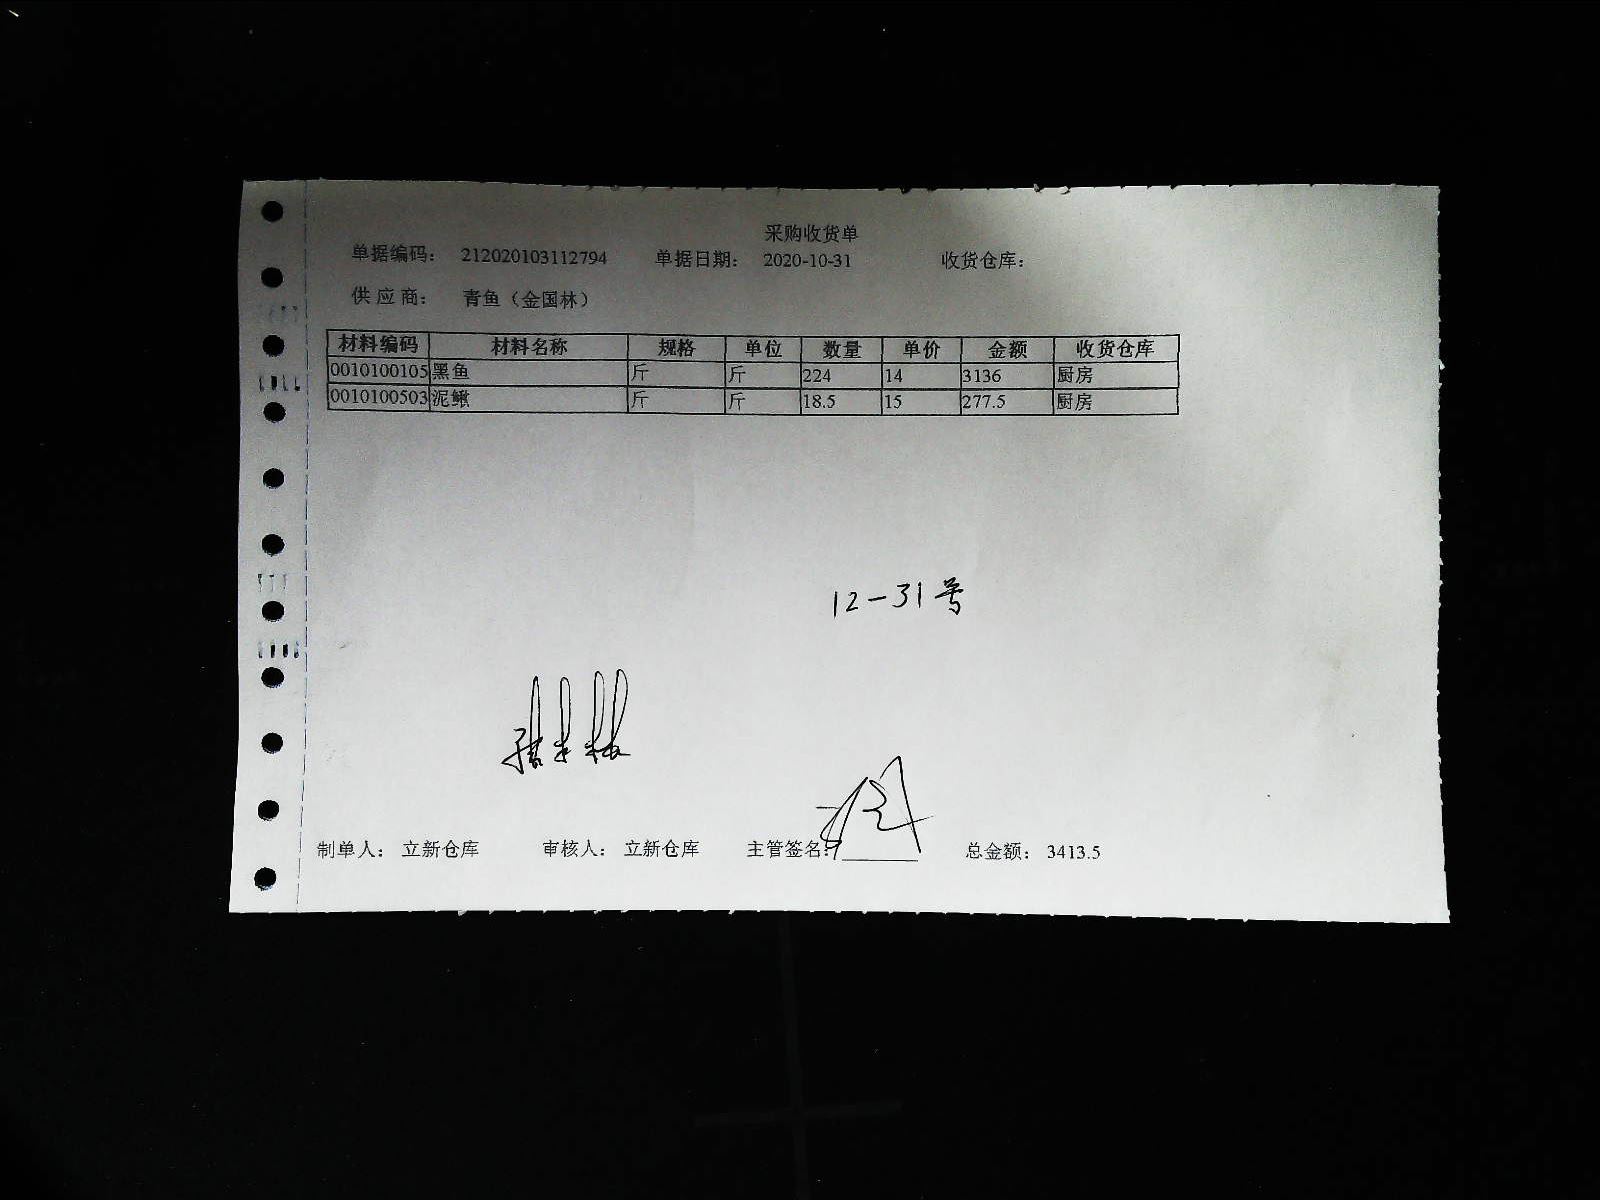 采购收货单
单据编码： 212020103112794 单据日期： 2020-10-31 收货仓库：
供 应 商： 青鱼（金国林）
材料编码 材料名称 规格 单位 数量 单价 金额 收货仓库
0010100105 黑鱼 斤 斤 224 14 3136 厨房
0010100503 泥鳅 斤 斤 18.5 15 277.5 厨房
12-31号
制单人： 立新仓库 审核人： 立新仓库 主管签名： 总金额： 3413.5